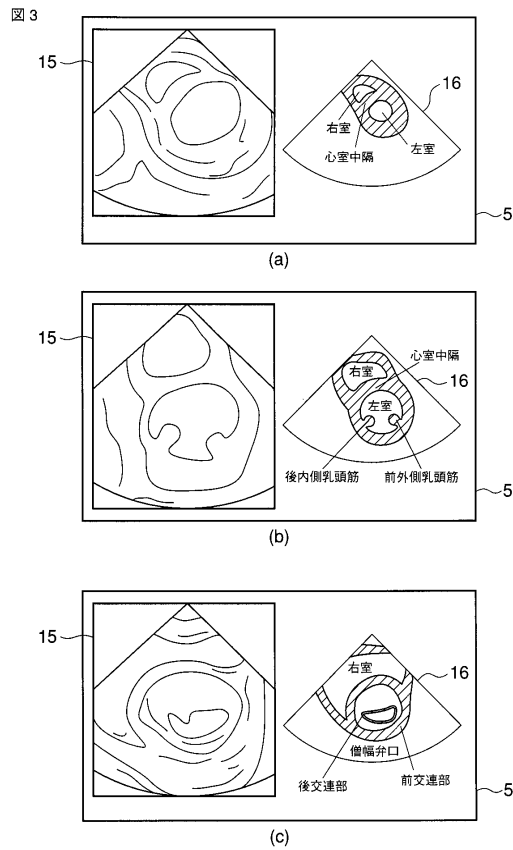 図3
15
16
右室
心室中隔
左室
5
(a)
15
心室中隔
右室
16
左室
後内側乳頭筋
前外側乳頭筋
5
(b)
15
右室
16
僧幅弁口
後交連部
前交連部
5
(c)